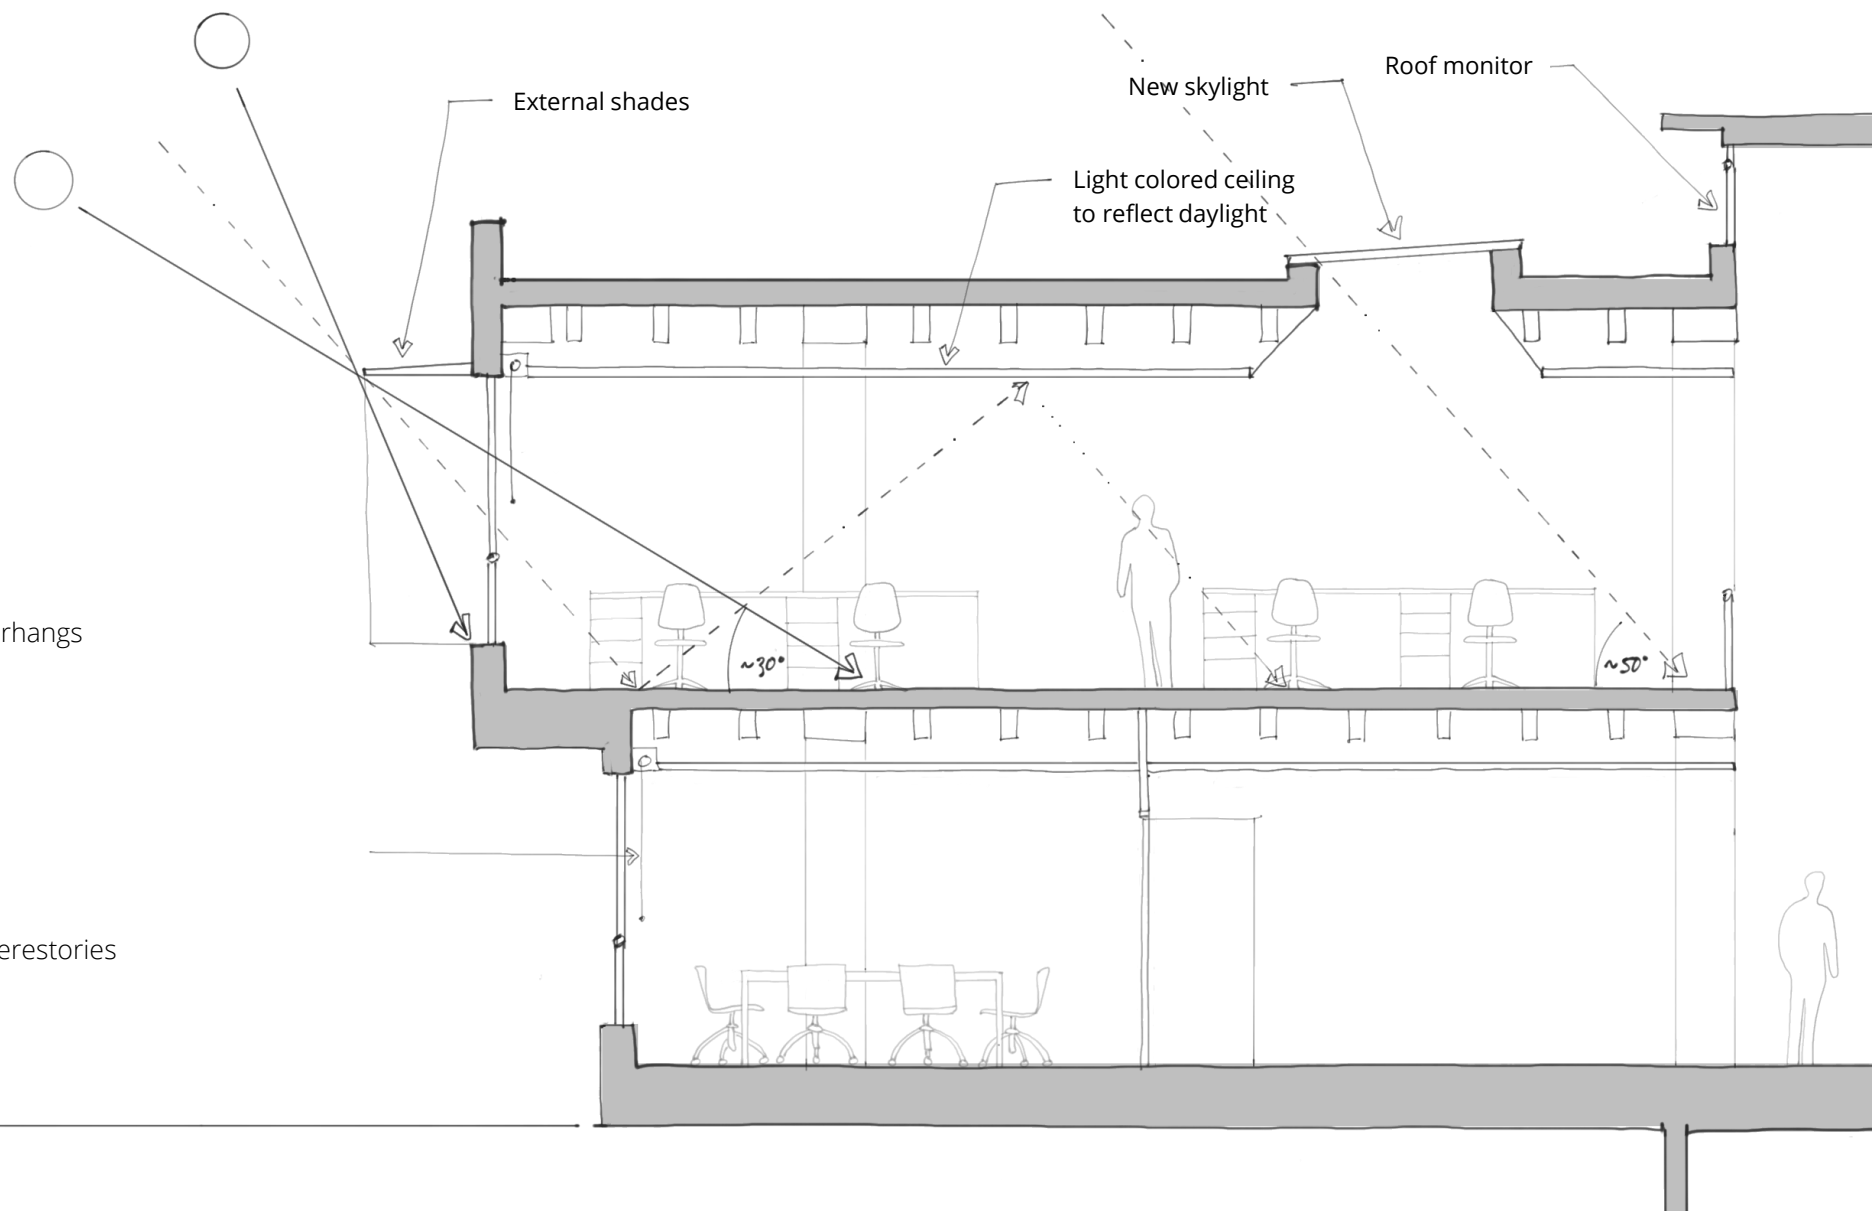 Roof monitor
New skylight
External shades
Light colored ceiling
to reflect daylight
rhangs
~30°
~50°
erestories